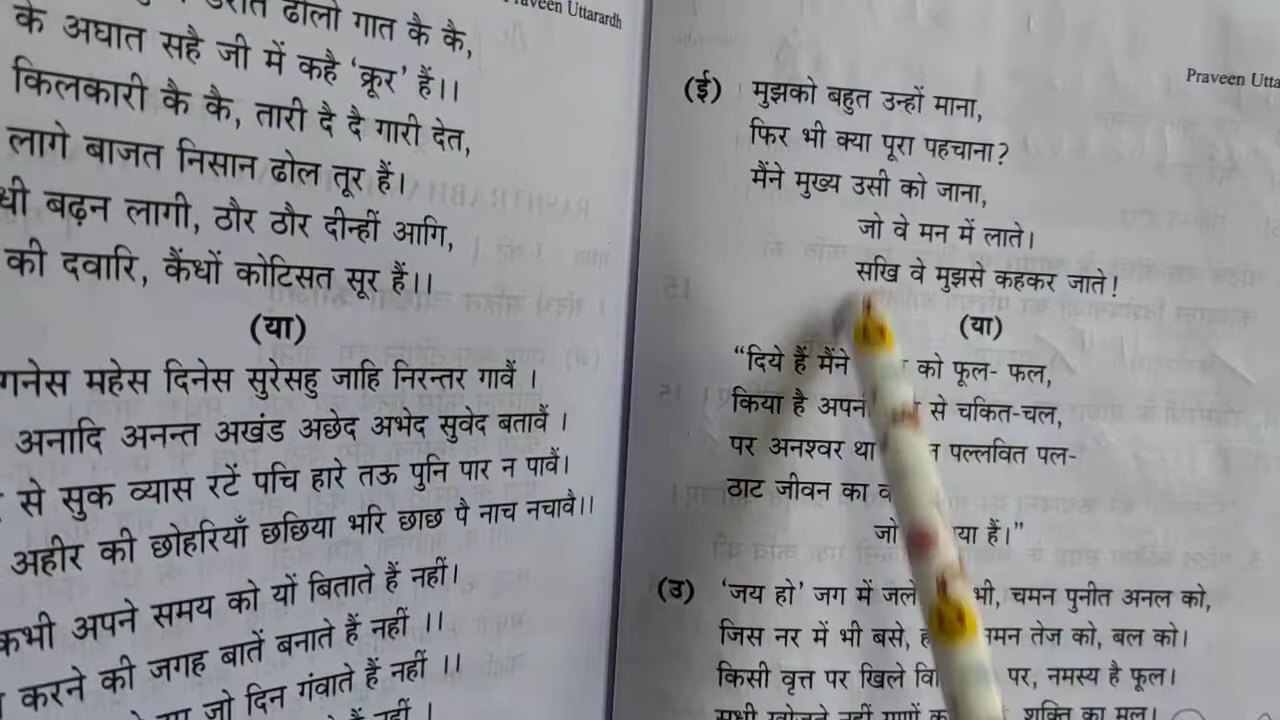 Praveen Uttarardh
ढोलो गात कै कै,
के अघात सहै जी में कहै ‘क्रूर’ हैं।।
किलकारी कै कै, तारी दै दै गारी देत,
लागे बाजत निसान ढोल तूर हैं।
बढ़न लागी, ठौर ठौर दीन्हीं आगि,
की दवारि, कैंधों कोटिसत सूर हैं।।
(या)
गनेस महेस दिनेस सुरेसहु जाहि निरन्तर गावैं ।
अनादि अनन्त अखंड अछेद अभेद सुवेद बतावैं ।
से सुक व्यास रटें पचि हारे तऊ पुनि पार न पावैं।
अहीर की छोहरियाँ छछिया भरि छाछ पै नाच नचावै।।
कभी अपने समय को यों बिताते हैं नहीं।
करने की जगह बातें बनाते हैं नहीं ।।
जो दिन गंवाते हैं नहीं ।।
Praveen
(ई) मुझको बहुत उन्हों माना,
फिर भी क्या पूरा पहचाना?
मैंने मुख्य उसी को जाना,
जो वे मन में लाते।
सखि वे मुझसे कहकर जाते!
(या)
“दिये हैं मैंने को फूल- फल,
किया है से चकित-चल,
पर अनश्वर था पल्लवित पल-
ठाट जीवन का
जो हैं।”
(उ) ‘जय हो’ जग में जले भी, चमन पुनीत अनल को,
जिस नर में भी बसे, तेज को, बल को।
किसी वृत्त पर खिले पर, नमस्य है फूल।
शक्ति का मूल।